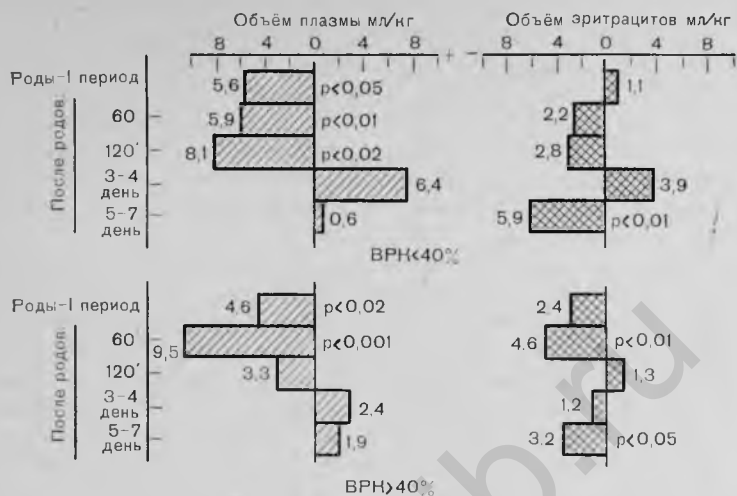 Объём плазмы мл/кг
Объём эритрацитов мл/кг
8 4 0 4 8 +
− 8 4 0 4 8
Роды-I период 5,6 p<0,05 1,1
После родов:
60 5,9 p<0,01 2,2
120' 8,1 p<0,02 2,8
3-4 день 6,4 3,9
5-7 день 0,6 5,9 p<0,01
ВРН<40%
Роды-I период 4,6 p<0,02 2,4
После родов:
60' 9,5 p<0,001 4,6 p<0,01
120' 3,3 1,3
3-4 день 2,4 1,2
5-7 день 1,9 3,2 p<0,05
ВРН>40%